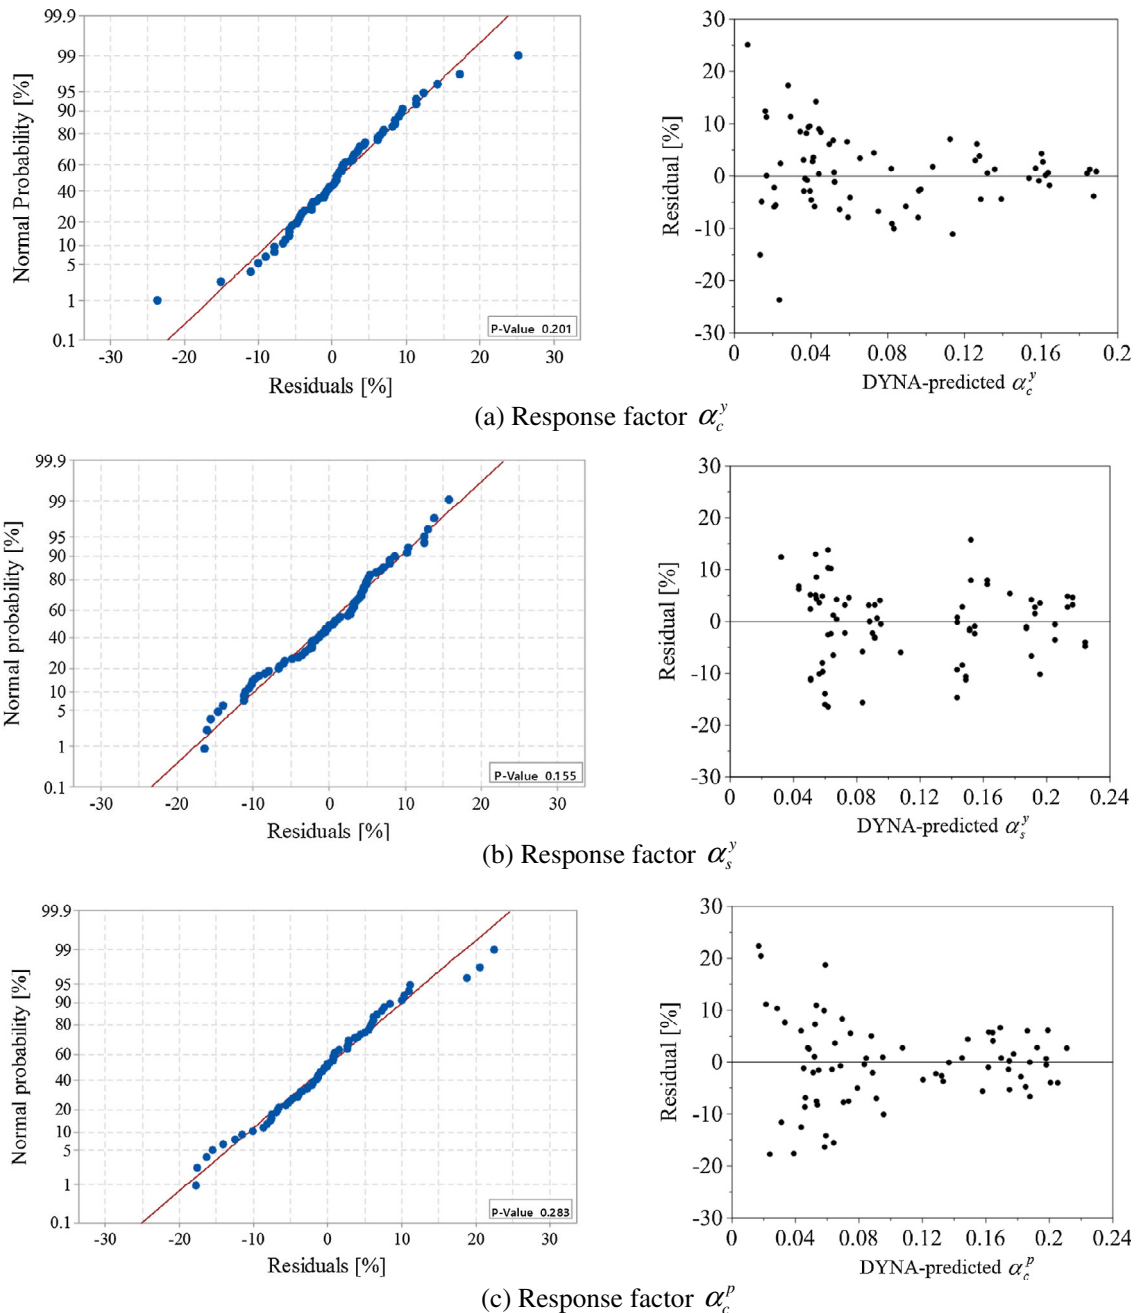 99.9
99
95
90
80
60
40
20
10
5
1
0.1
Normal Probability [%]
P-Value 0.201
-30 -20 -10 0 10 20 30
Residuals [%]
30
20
10
0
-10
-20
-30
Residual [%]
0 0.04 0.08 0.12 0.16 0.2
DYNA-predicted α_c^y
(a) Response factor α_c^y
99.9
99
95
90
80
60
40
20
10
5
1
0.1
Normal probability [%]
P-Value 0.155
-30 -20 -10 0 10 20 30
Residuals [%]
30
20
10
0
-10
-20
-30
Residual [%]
0 0.04 0.08 0.12 0.16 0.2 0.24
DYNA-predicted α_s^y
(b) Response factor α_s^y
99.9
99
95
90
80
60
40
20
10
5
1
0.1
Normal probability [%]
P-Value 0.283
-30 -20 -10 0 10 20 30
Residuals [%]
30
20
10
0
-10
-20
-30
Residual [%]
0 0.04 0.08 0.12 0.16 0.2 0.24
DYNA-predicted α_c^p
(c) Response factor α_c^p